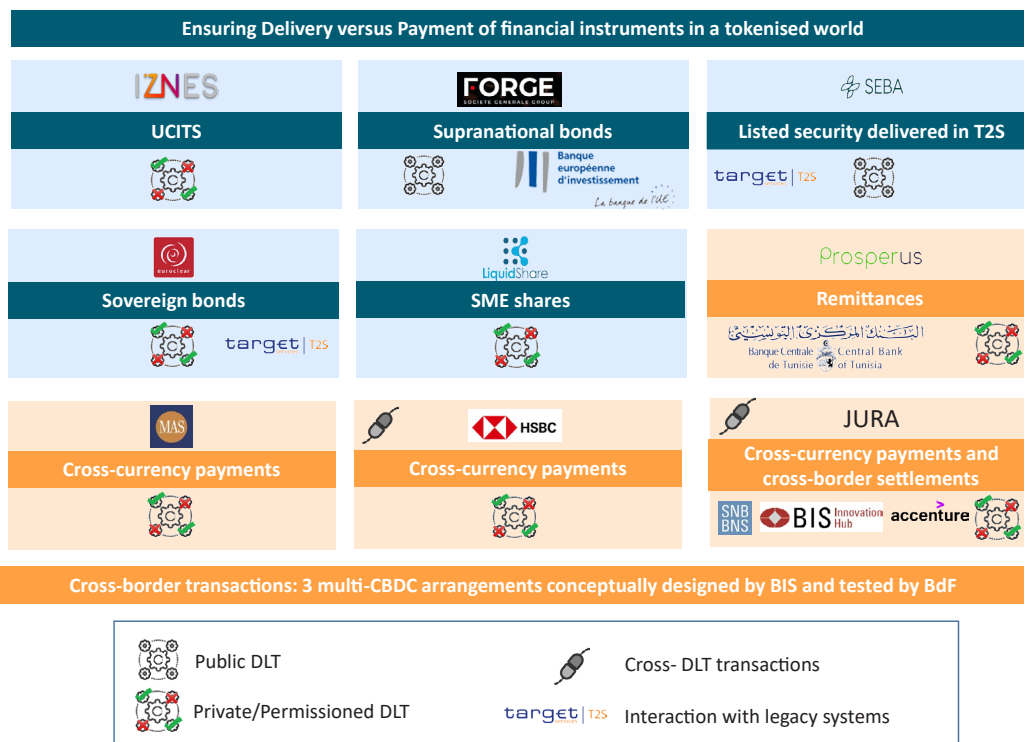 Ensuring Delivery versus Payment of financial instruments in a tokenised world
IZNES
FORGE
SOCIETE GENERALE GROUP
SEBA
UCITS
Supranational bonds
Listed security delivered in T2S
Banque
européenne
d'investissement
La banque de l'UE
target | T2S
euroclear
LiquidShare
Prosperus
Sovereign bonds
SME shares
Remittances
target | T2S
البنك المركزي التونسي
Banque Centrale
de Tunisie
Central Bank
of Tunisia
MAS
HSBC
JURA
Cross-currency payments
Cross-currency payments
Cross-currency payments and
cross-border settlements
SNB
BNS
BIS Innovation
Hub
accenture
Cross-border transactions: 3 multi-CBDC arrangements conceptually designed by BIS and tested by BdF
Public DLT
Cross- DLT transactions
Private/Permissioned DLT
target | T2S
Interaction with legacy systems